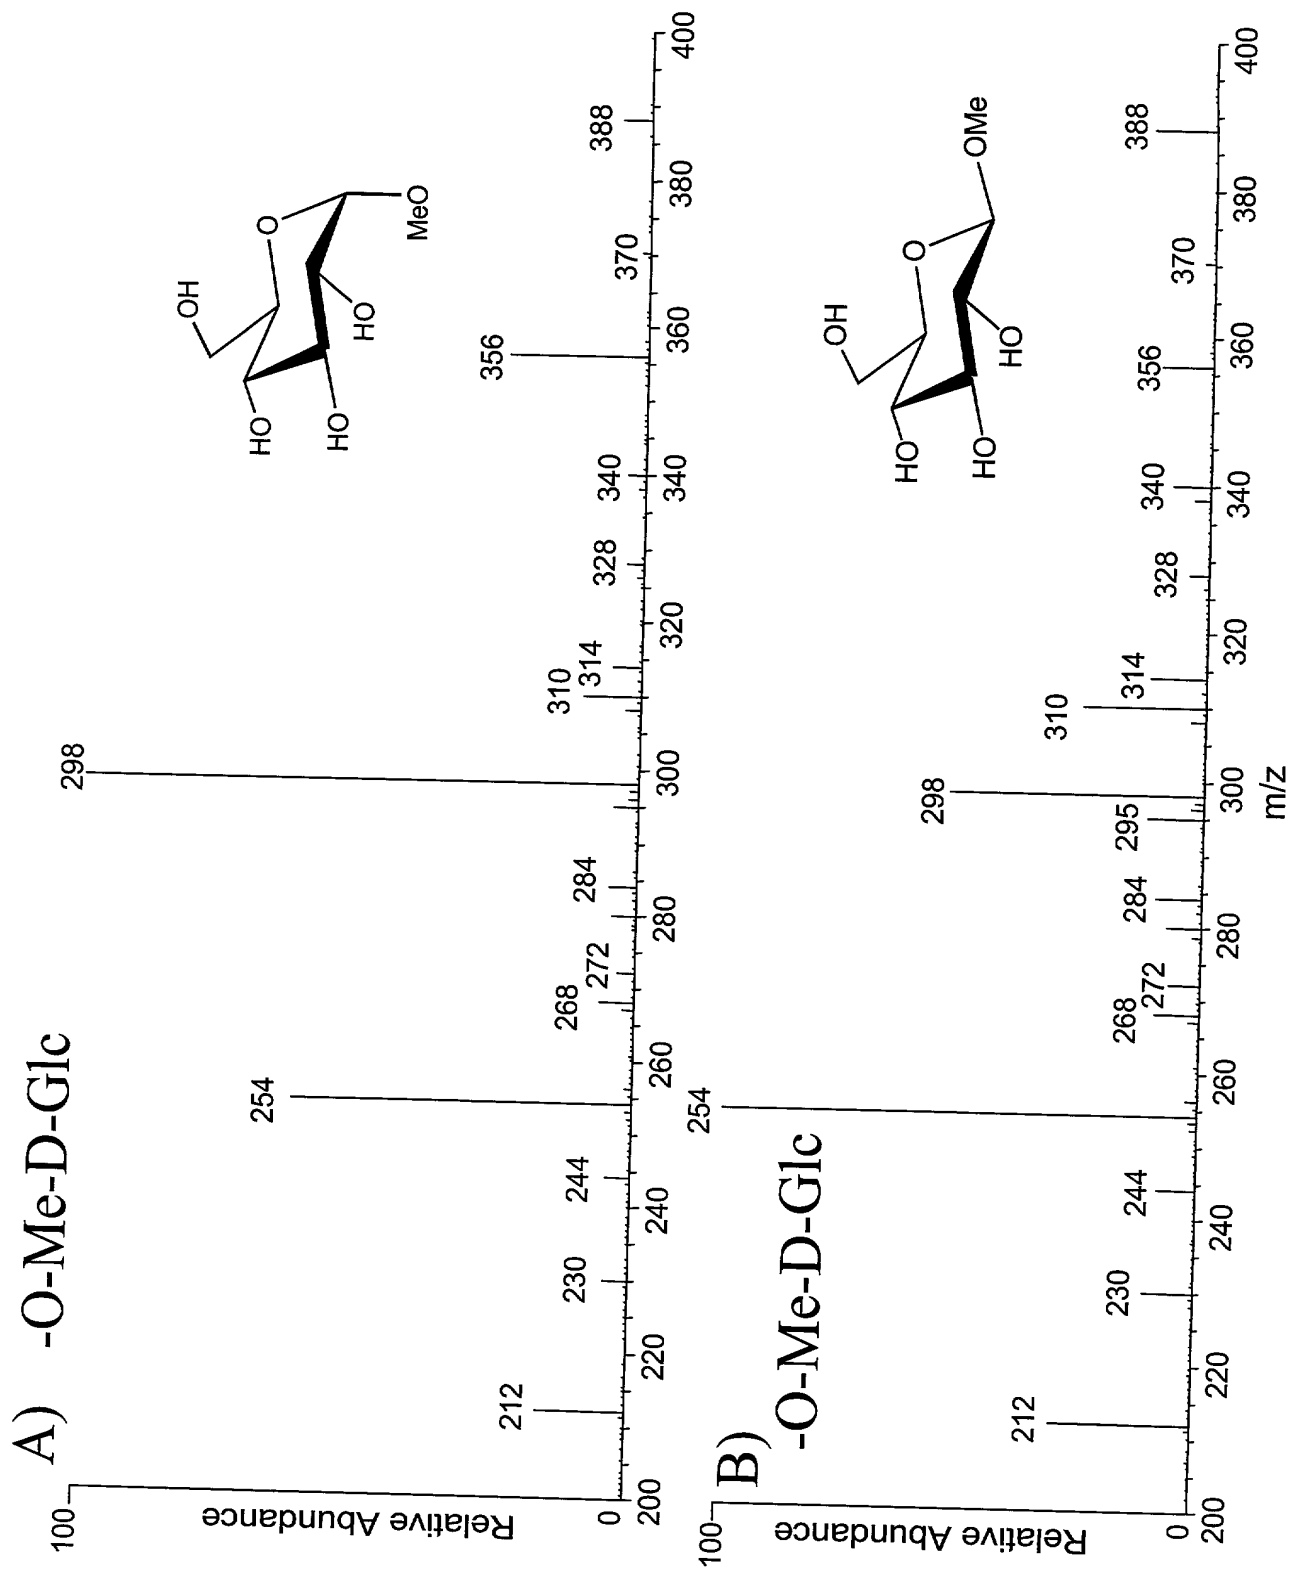 A) -O-Me-D-Glc
100
Relative Abundance
0
212
230
244
254
268
272
284
298
310
314
328
340
356
370
388
OH
O
HO
HO
HO
MeO
200 220 240 260 280 300 320 340 360 380 400
B) -O-Me-D-Glc
100
Relative Abundance
0
212
230
244
254
268
272
284
295
298
310
314
328
340
356
370
388
OH
O
HO
HO
HO
OMe
200 220 240 260 280 300 320 340 360 380 400
m/z